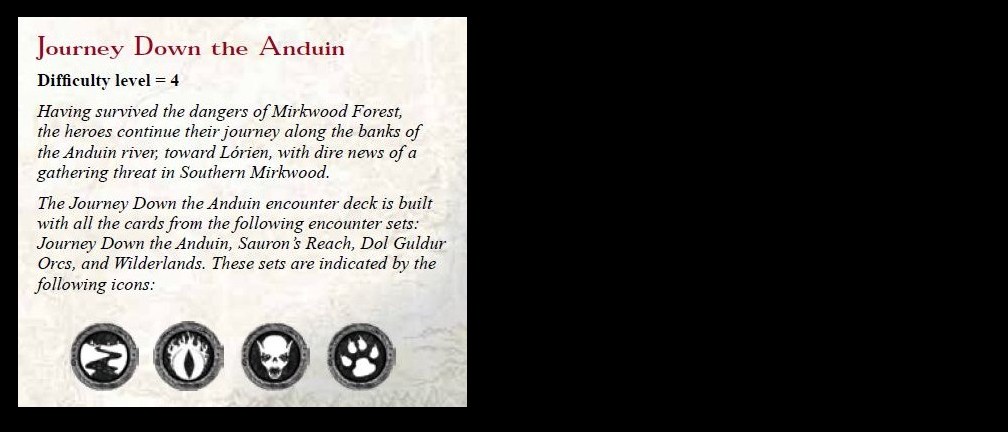 Journey Down the Anduin
Difficulty level = 4
Having survived the dangers of Mirkwood Forest,
the heroes continue their journey along the banks of
the Anduin river, toward Lórien, with dire news of a
gathering threat in Southern Mirkwood.
The Journey Down the Anduin encounter deck is built
with all the cards from the following encounter sets:
Journey Down the Anduin, Sauron's Reach, Dol Guldur
Orcs, and Wilderlands. These sets are indicated by the
following icons: